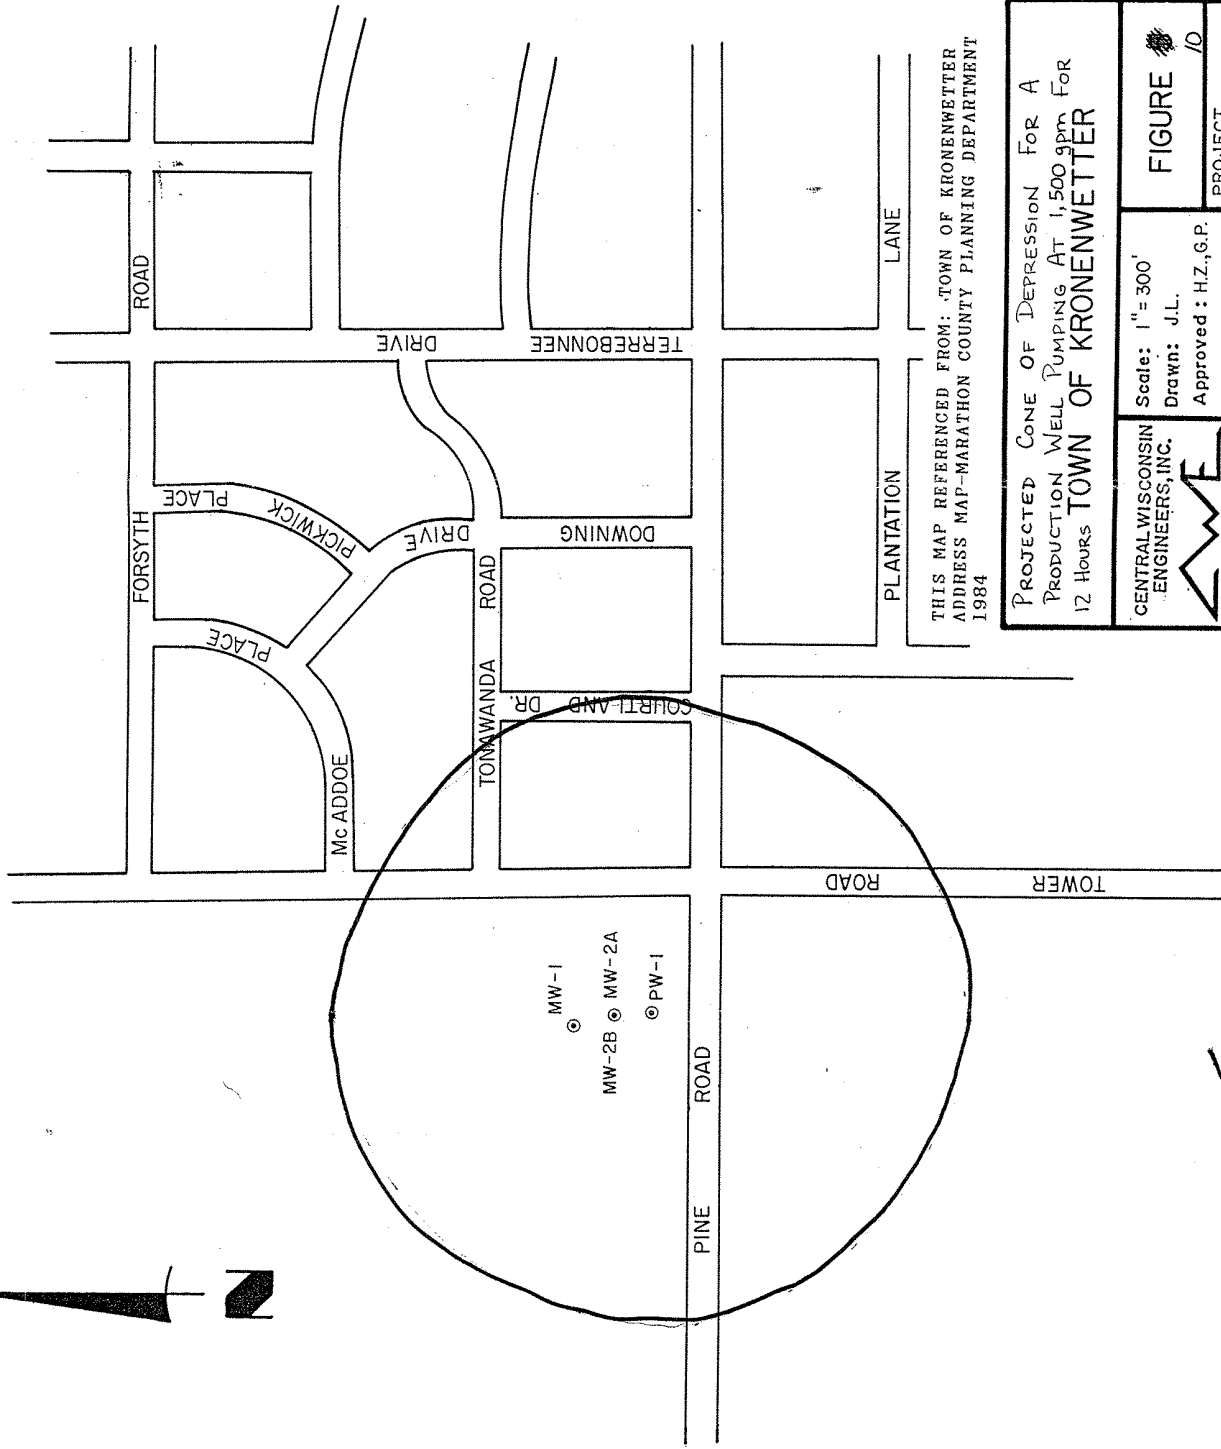 FORSYTH ROAD
PICKWICK PLACE
McADDOE PLACE
DRIVE
TONAWANDA ROAD
COURTLAND DR.
DOWNING
TERREBONNEE DRIVE
PLANTATION LANE
PINE ROAD
TOWER ROAD
MW-1
MW-2B
MW-2A
PW-1
N
THIS MAP REFERENCED FROM: TOWN OF KRONENWETTER
ADDRESS MAP-MARATHON COUNTY PLANNING DEPARTMENT
1984
PROJECTED CONE OF DEPRESSION FOR A
PRODUCTION WELL PUMPING AT 1,500 gpm FOR
12 HOURS TOWN OF KRONENWETTER
CENTRAL WISCONSIN
ENGINEERS, INC.
Scale: 1"=300'
Drawn: J.L.
Approved: H.Z., G.P.
FIGURE
10
PROJECT